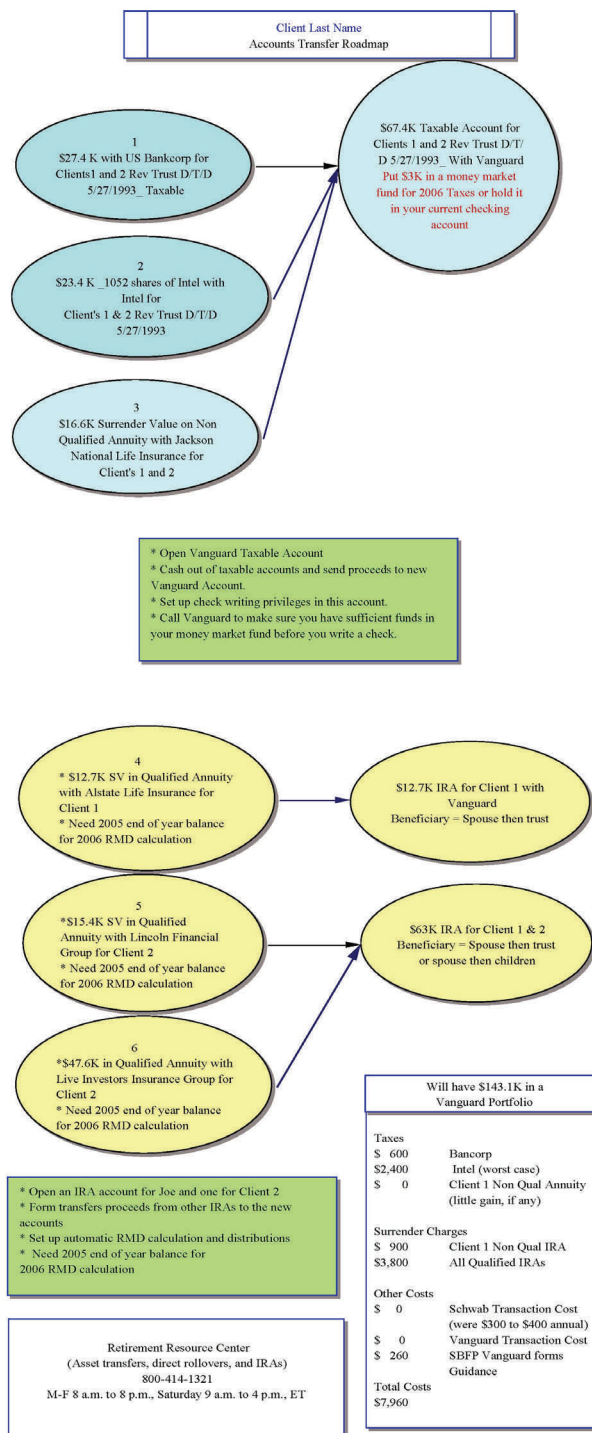 Client Last Name
Accounts Transfer Roadmap
1
$27.4 K with US Bankcorp for
Clients1 and 2 Rev Trust D/T/D
5/27/1993_ Taxable
$67.4K Taxable Account for
Clients 1 and 2 Rev Trust D/T/
D 5/27/1993_ With Vanguard
Put $3K in a money market
fund for 2006 Taxes or hold it
in your current checking
account
2
$23.4 K _1052 shares of Intel with
Intel for
Client's 1 & 2 Rev Trust D/T/D
5/27/1993
3
$16.6K Surrender Value on Non
Qualified Annuity with Jackson
National Life Insurance for
Client's 1 and 2
* Open Vanguard Taxable Account
* Cash out of taxable accounts and send proceeds to new
Vanguard Account.
* Set up check writing privileges in this account.
* Call Vanguard to make sure you have sufficient funds in
your money market fund before you write a check.
4
* $12.7K SV in Qualified Annuity
with Alstate Life Insurance for
Client 1
* Need 2005 end of year balance
for 2006 RMD calculation
$12.7K IRA for Client 1 with
Vanguard
Beneficiary = Spouse then trust
5
*$15.4K SV in Qualified
Annuity with Lincoln Financial
Group for Client 2
* Need 2005 end of year balance
for 2006 RMD calculation
$63K IRA for Client 1 & 2
Beneficiary = Spouse then trust
or spouse then children
6
*$47.6K in Qualified Annuity with
Live Investors Insurance Group for
Client 2
* Need 2005 end of year balance
for 2006 RMD calculation
* Open an IRA account for Joe and one for Client 2
* Form transfers proceeds from other IRAs to the new
accounts
* Set up automatic RMD calculation and distributions
* Need 2005 end of year balance for
2006 RMD calculation
Retirement Resource Center
(Asset transfers, direct rollovers, and IRAs)
800-414-1321
M-F 8 a.m. to 8 p.m., Saturday 9 a.m. to 4 p.m., ET
Will have $143.1K in a
Vanguard Portfolio
Taxes
$ 600 Bancorp
$2,400 Intel (worst case)
$ 0 Client 1 Non Qual Annuity
(little gain, if any)
Surrender Charges
$ 900 Client 1 Non Qual IRA
$3,800 All Qualified IRAs
Other Costs
$ 0 Schwab Transaction Cost
(were $300 to $400 annual)
$ 0 Vanguard Transaction Cost
$ 260 SBFP Vanguard forms
Guidance
Total Costs
$7,960